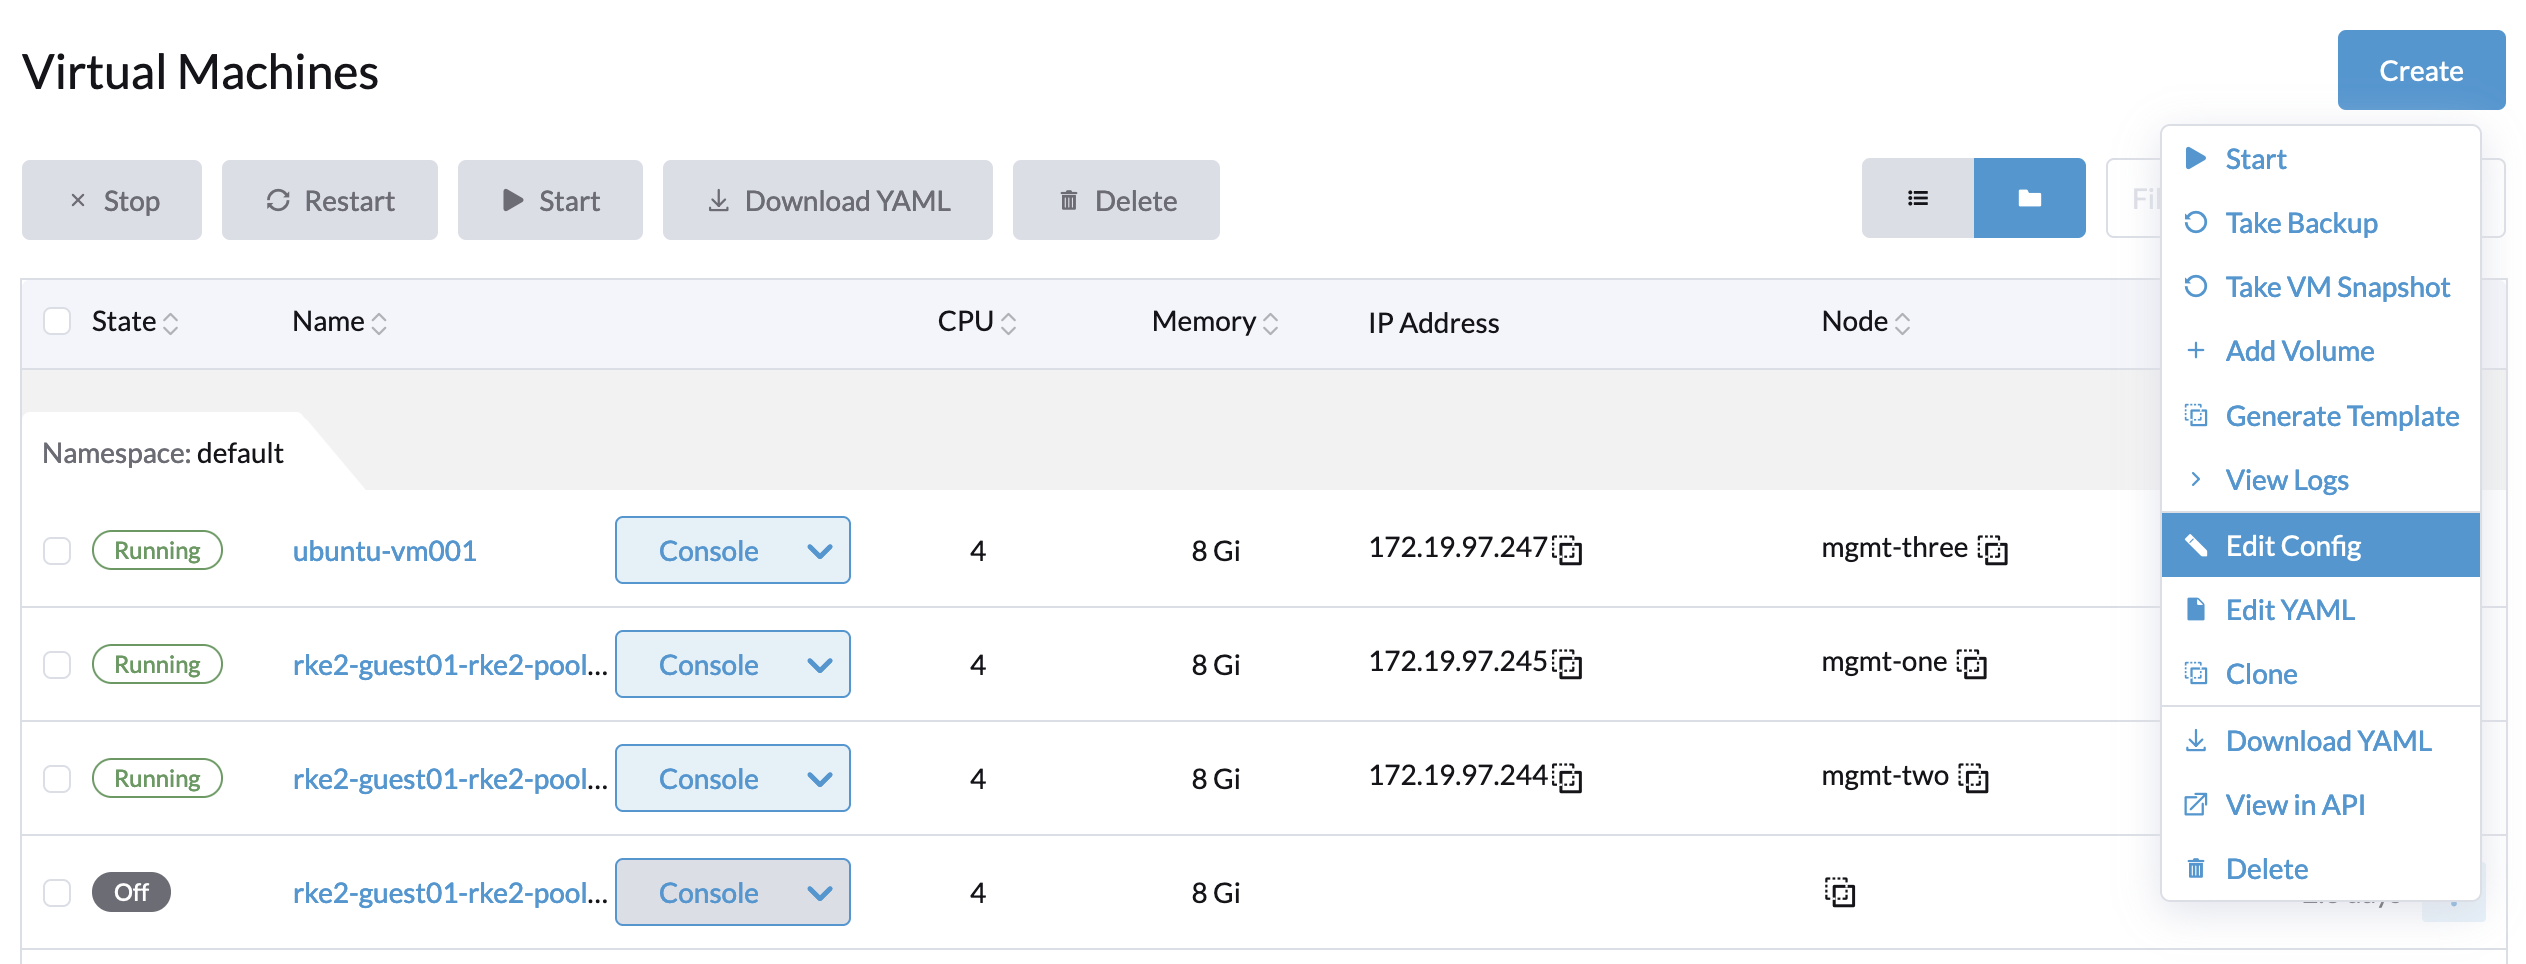 Virtual Machines
Create
Stop
Restart
Start
Download YAML
Delete
State
Name
CPU
Memory
IP Address
Node
Namespace: default
Running
ubuntu-vm001
Console
4
8 Gi
172.19.97.247
mgmt-three
Running
rke2-guest01-rke2-pool...
Console
4
8 Gi
172.19.97.245
mgmt-one
Running
rke2-guest01-rke2-pool...
Console
4
8 Gi
172.19.97.244
mgmt-two
Off
rke2-guest01-rke2-pool...
Console
4
8 Gi
Start
Take Backup
Take VM Snapshot
Add Volume
Generate Template
View Logs
Edit Config
Edit YAML
Clone
Download YAML
View in API
Delete